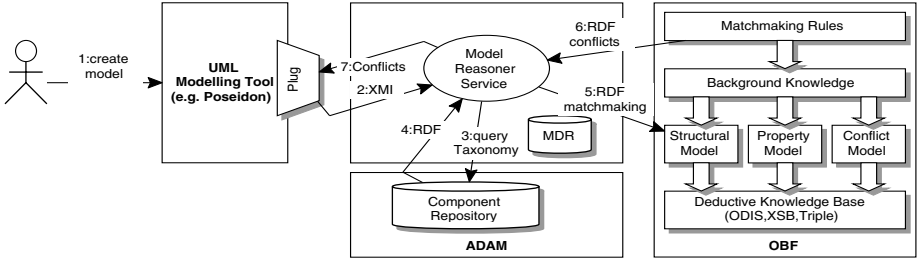 1:create
model
UML
Modelling Tool
(e.g. Poseidon)
Plug
7:Conflicts
2:XMI
Model
Reasoner
Service
4:RDF
3:query
Taxonomy
MDR
Component
Repository
ADAM
6:RDF
conflicts
5:RDF
matchmaking
Matchmaking Rules
Background Knowledge
Structural
Model
Property
Model
Conflict
Model
Deductive Knowledge Base
(ODIS,XSB,Triple)
OBF